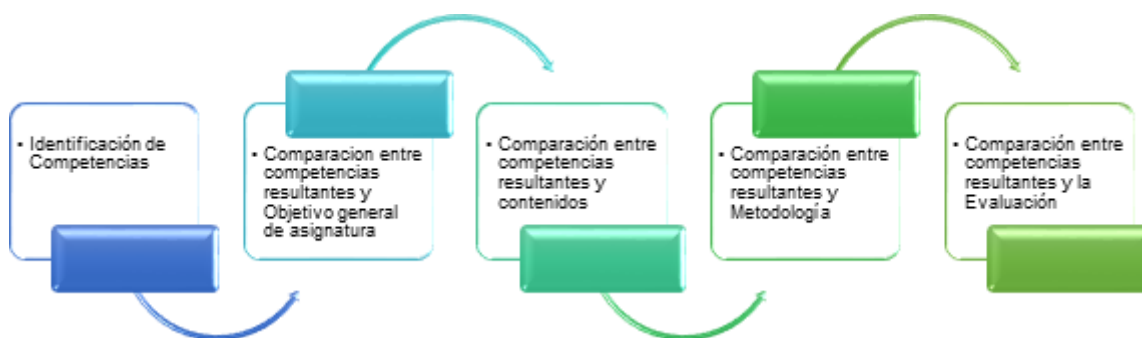 • Identificación de
Competencias
• Comparacion entre
competencias
resultantes y
Objetivo general
de asignatura
• Comparación entre
competencias
resultantes y
contenidos
• Comparación entre
competencias
resultantes y
Metodología
• Comparación entre
competencias
resultantes y la
Evaluación